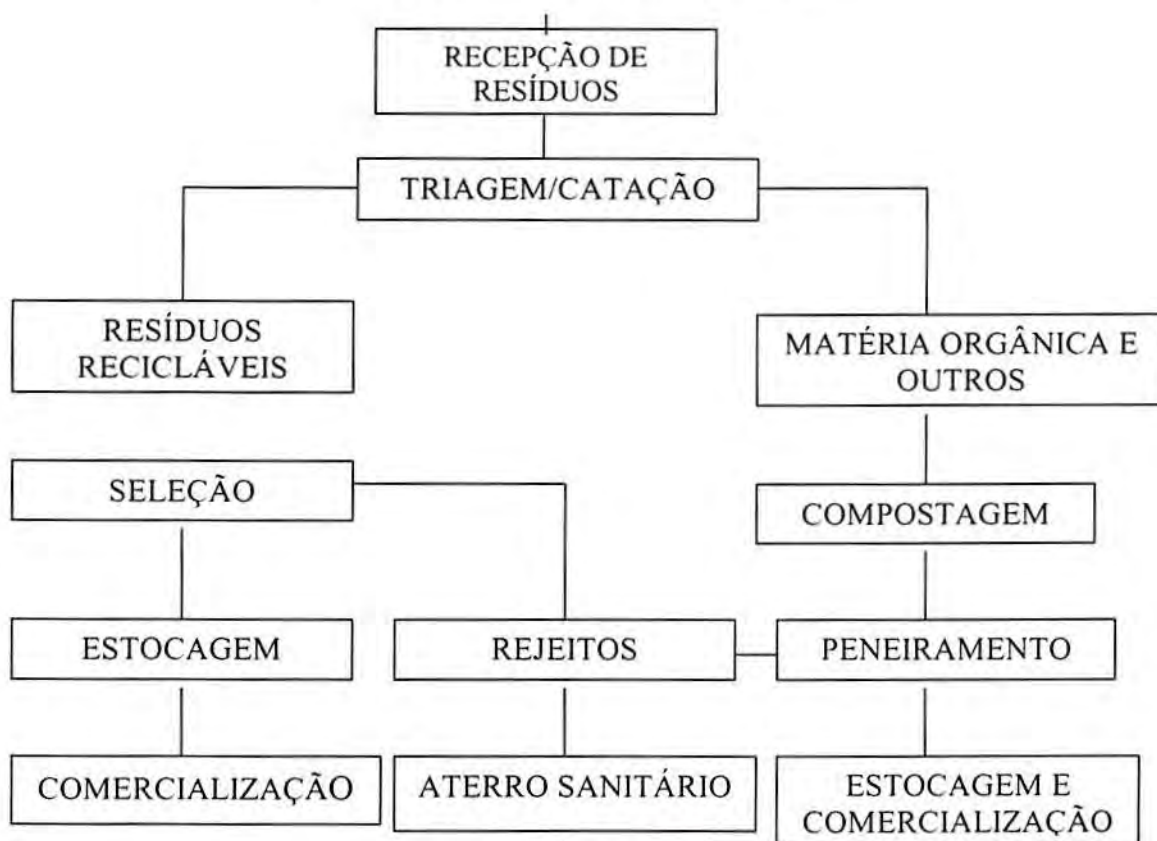 RECEPÇÃO DE
RESÍDUOS
TRIAGEM/CATAÇÃO
RESÍDUOS
RECICLÁVEIS
MATÉRIA ORGÂNICA E
OUTROS
SELEÇÃO
COMPOSTAGEM
ESTOCAGEM
REJEITOS
PENEIRAMENTO
COMERCIALIZAÇÃO
ATERRO SANITÁRIO
ESTOCAGEM E
COMERCIALIZAÇÃO